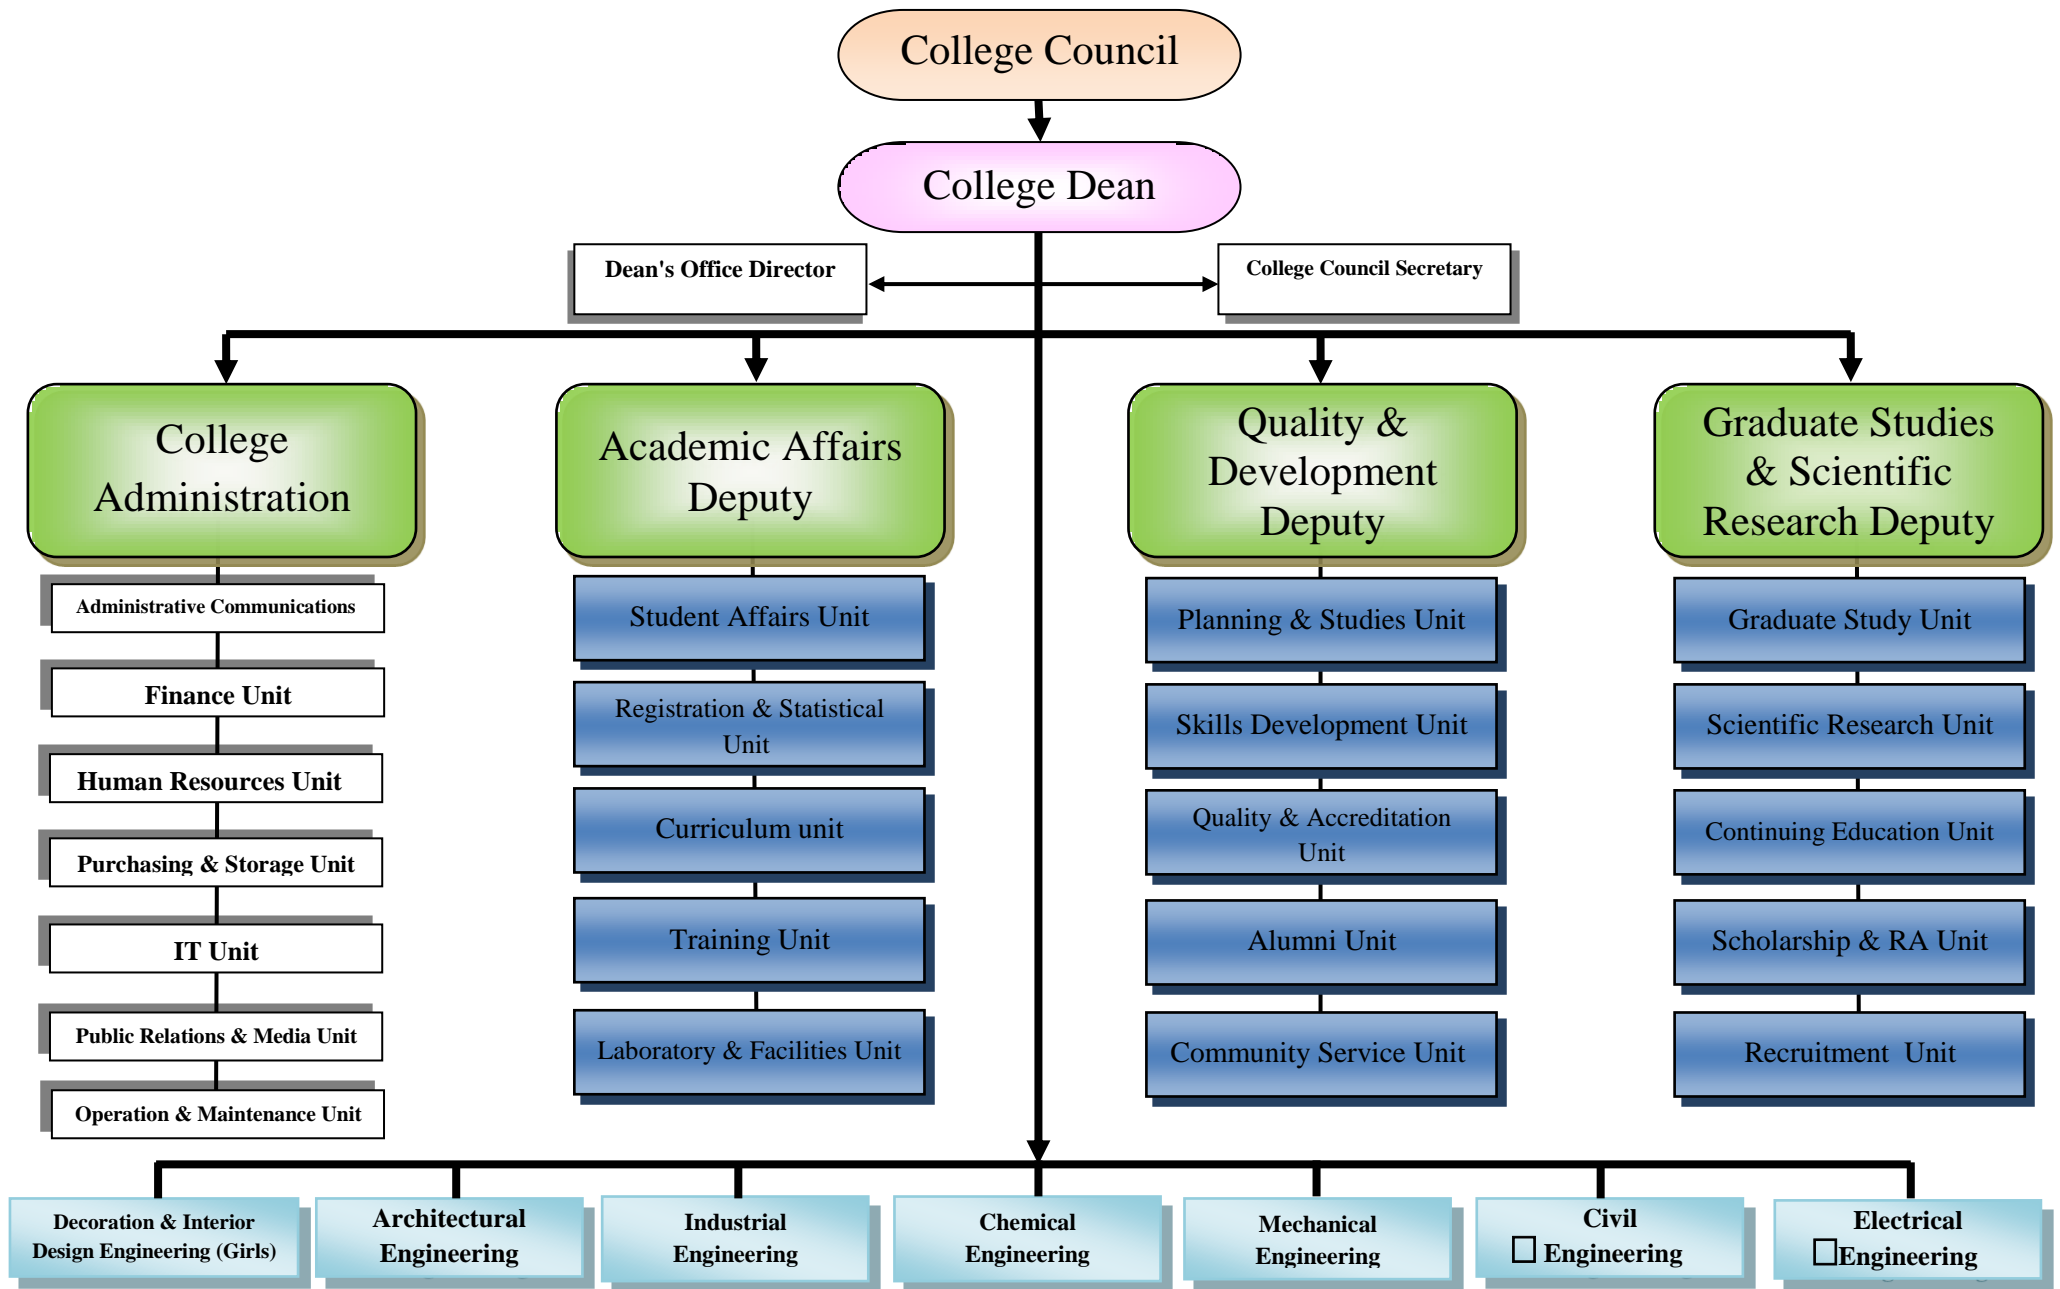 College Council
College Dean
Dean's Office Director
College Council Secretary
College
Administration
Academic Affairs
Deputy
Quality &
Development
Deputy
Graduate Studies
& Scientific
Research Deputy
Administrative Communications
Finance Unit
Human Resources Unit
Purchasing & Storage Unit
IT Unit
Public Relations & Media Unit
Operation & Maintenance Unit
Student Affairs Unit
Registration & Statistical
Unit
Curriculum unit
Training Unit
Laboratory & Facilities Unit
Planning & Studies Unit
Skills Development Unit
Quality & Accreditation
Unit
Alumni Unit
Community Service Unit
Graduate Study Unit
Scientific Research Unit
Continuing Education Unit
Scholarship & RA Unit
Recruitment Unit
Decoration & Interior
Design Engineering (Girls)
Architectural
Engineering
Industrial
Engineering
Chemical
Engineering
Mechanical
Engineering
Civil
□ Engineering
Electrical
□Engineering